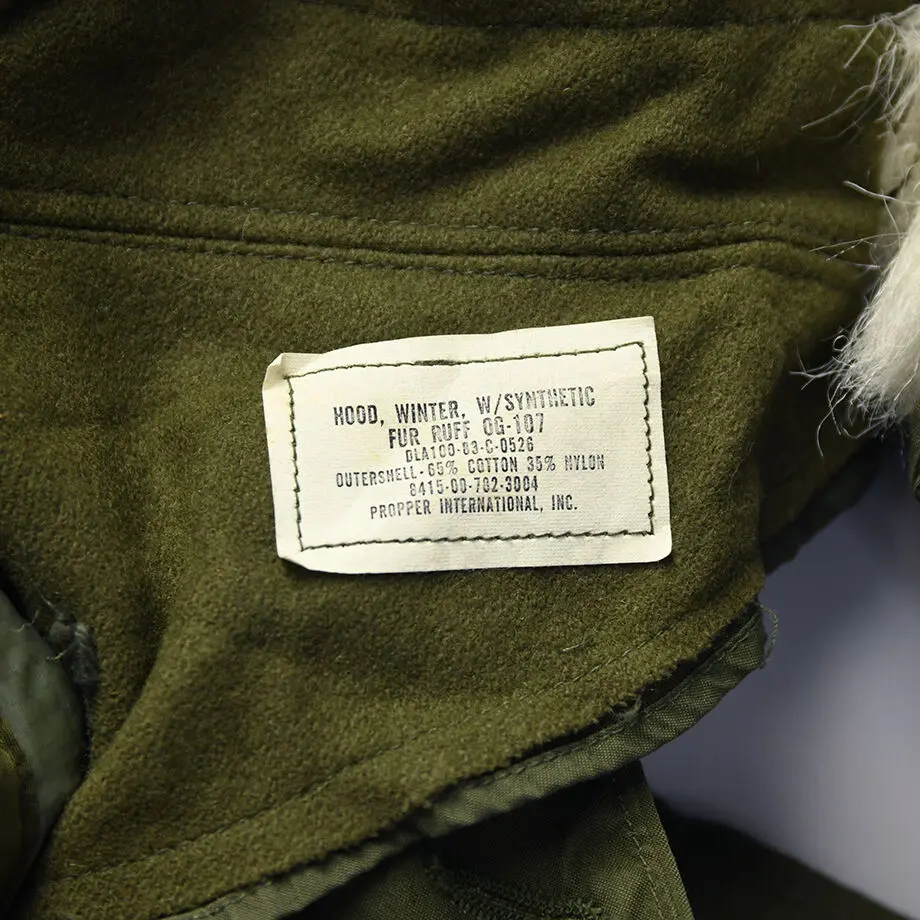 HOOD, WINTER, W/SYNTHETIC
FUR RUFF OG-107
DLA100-83-C-0526
OUTERSHELL-65% COTTON 35% NYLON
8415-00-782-3004
PROPPER INTERNATIONAL, INC.